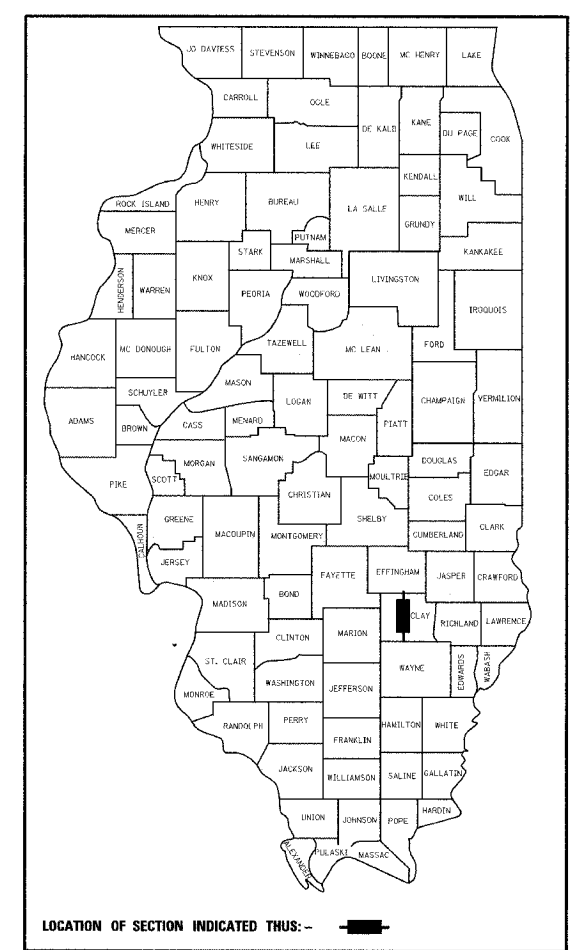 JO DAVIESS STEVENSON WINNEBAGO BOONE MC HENRY LAKE
CARROLL OGLE DE KALB KANE DU PAGE COOK
WHITESIDE LEE
KENDALL WILL
ROCK ISLAND HENRY BUREAU LA SALLE GRUNDY
MERCER PUTNAM
STARK MARSHALL KANKAKEE
HENDERSON WARREN KNOX PEORIA WOODFORD LIVINGSTON
IROQUOIS
HANCOCK MC DONOUGH FULTON TAZEWELL MC LEAN FORD
MASON
SCHUYLER LOGAN DE WITT CHAMPAIGN VERMILION
ADAMS BROWN CASS MENARD MACON PIATT
MORGAN SANGAMON DOUGLAS
PIKE SCOTT CHRISTIAN MOULTRIE EDGAR
COLES
GREENE MACOUPIN MONTGOMERY SHELBY CUMBERLAND CLARK
CALHOUN JERSEY
FAYETTE EFFINGHAM JASPER CRAWFORD
MADISON BOND
CLINTON MARION CLAY RICHLAND LAWRENCE
ST. CLAIR WAYNE EDWARDS WABASH
WASHINGTON JEFFERSON
MONROE
RANDOLPH PERRY HAMILTON WHITE
FRANKLIN
JACKSON WILLIAMSON SALINE GALLATIN
HARDIN
UNION JOHNSON POPE
ALEXANDER PULASKI MASSAC
LOCATION OF SECTION INDICATED THUS: -